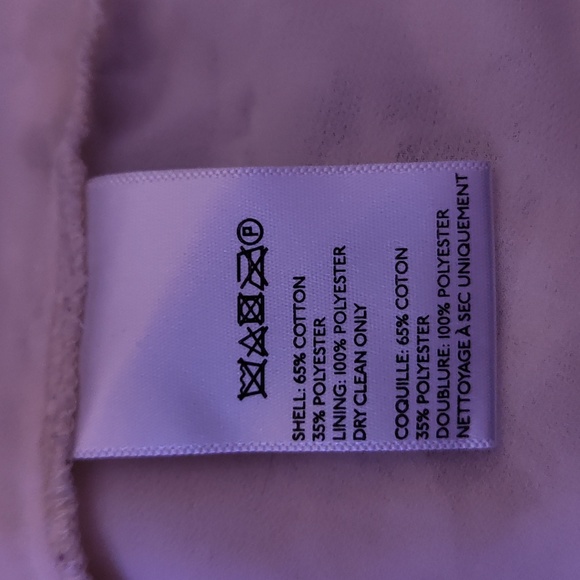 P
SHELL: 65% COTTON
35% POLYESTER
LINING: 100% POLYESTER
DRY CLEAN ONLY
COQUILLE: 65% COTON
35% POLYESTER
DOUBLURE: 100% POLYESTER
NETTOYAGE À SEC UNIQUEMENT